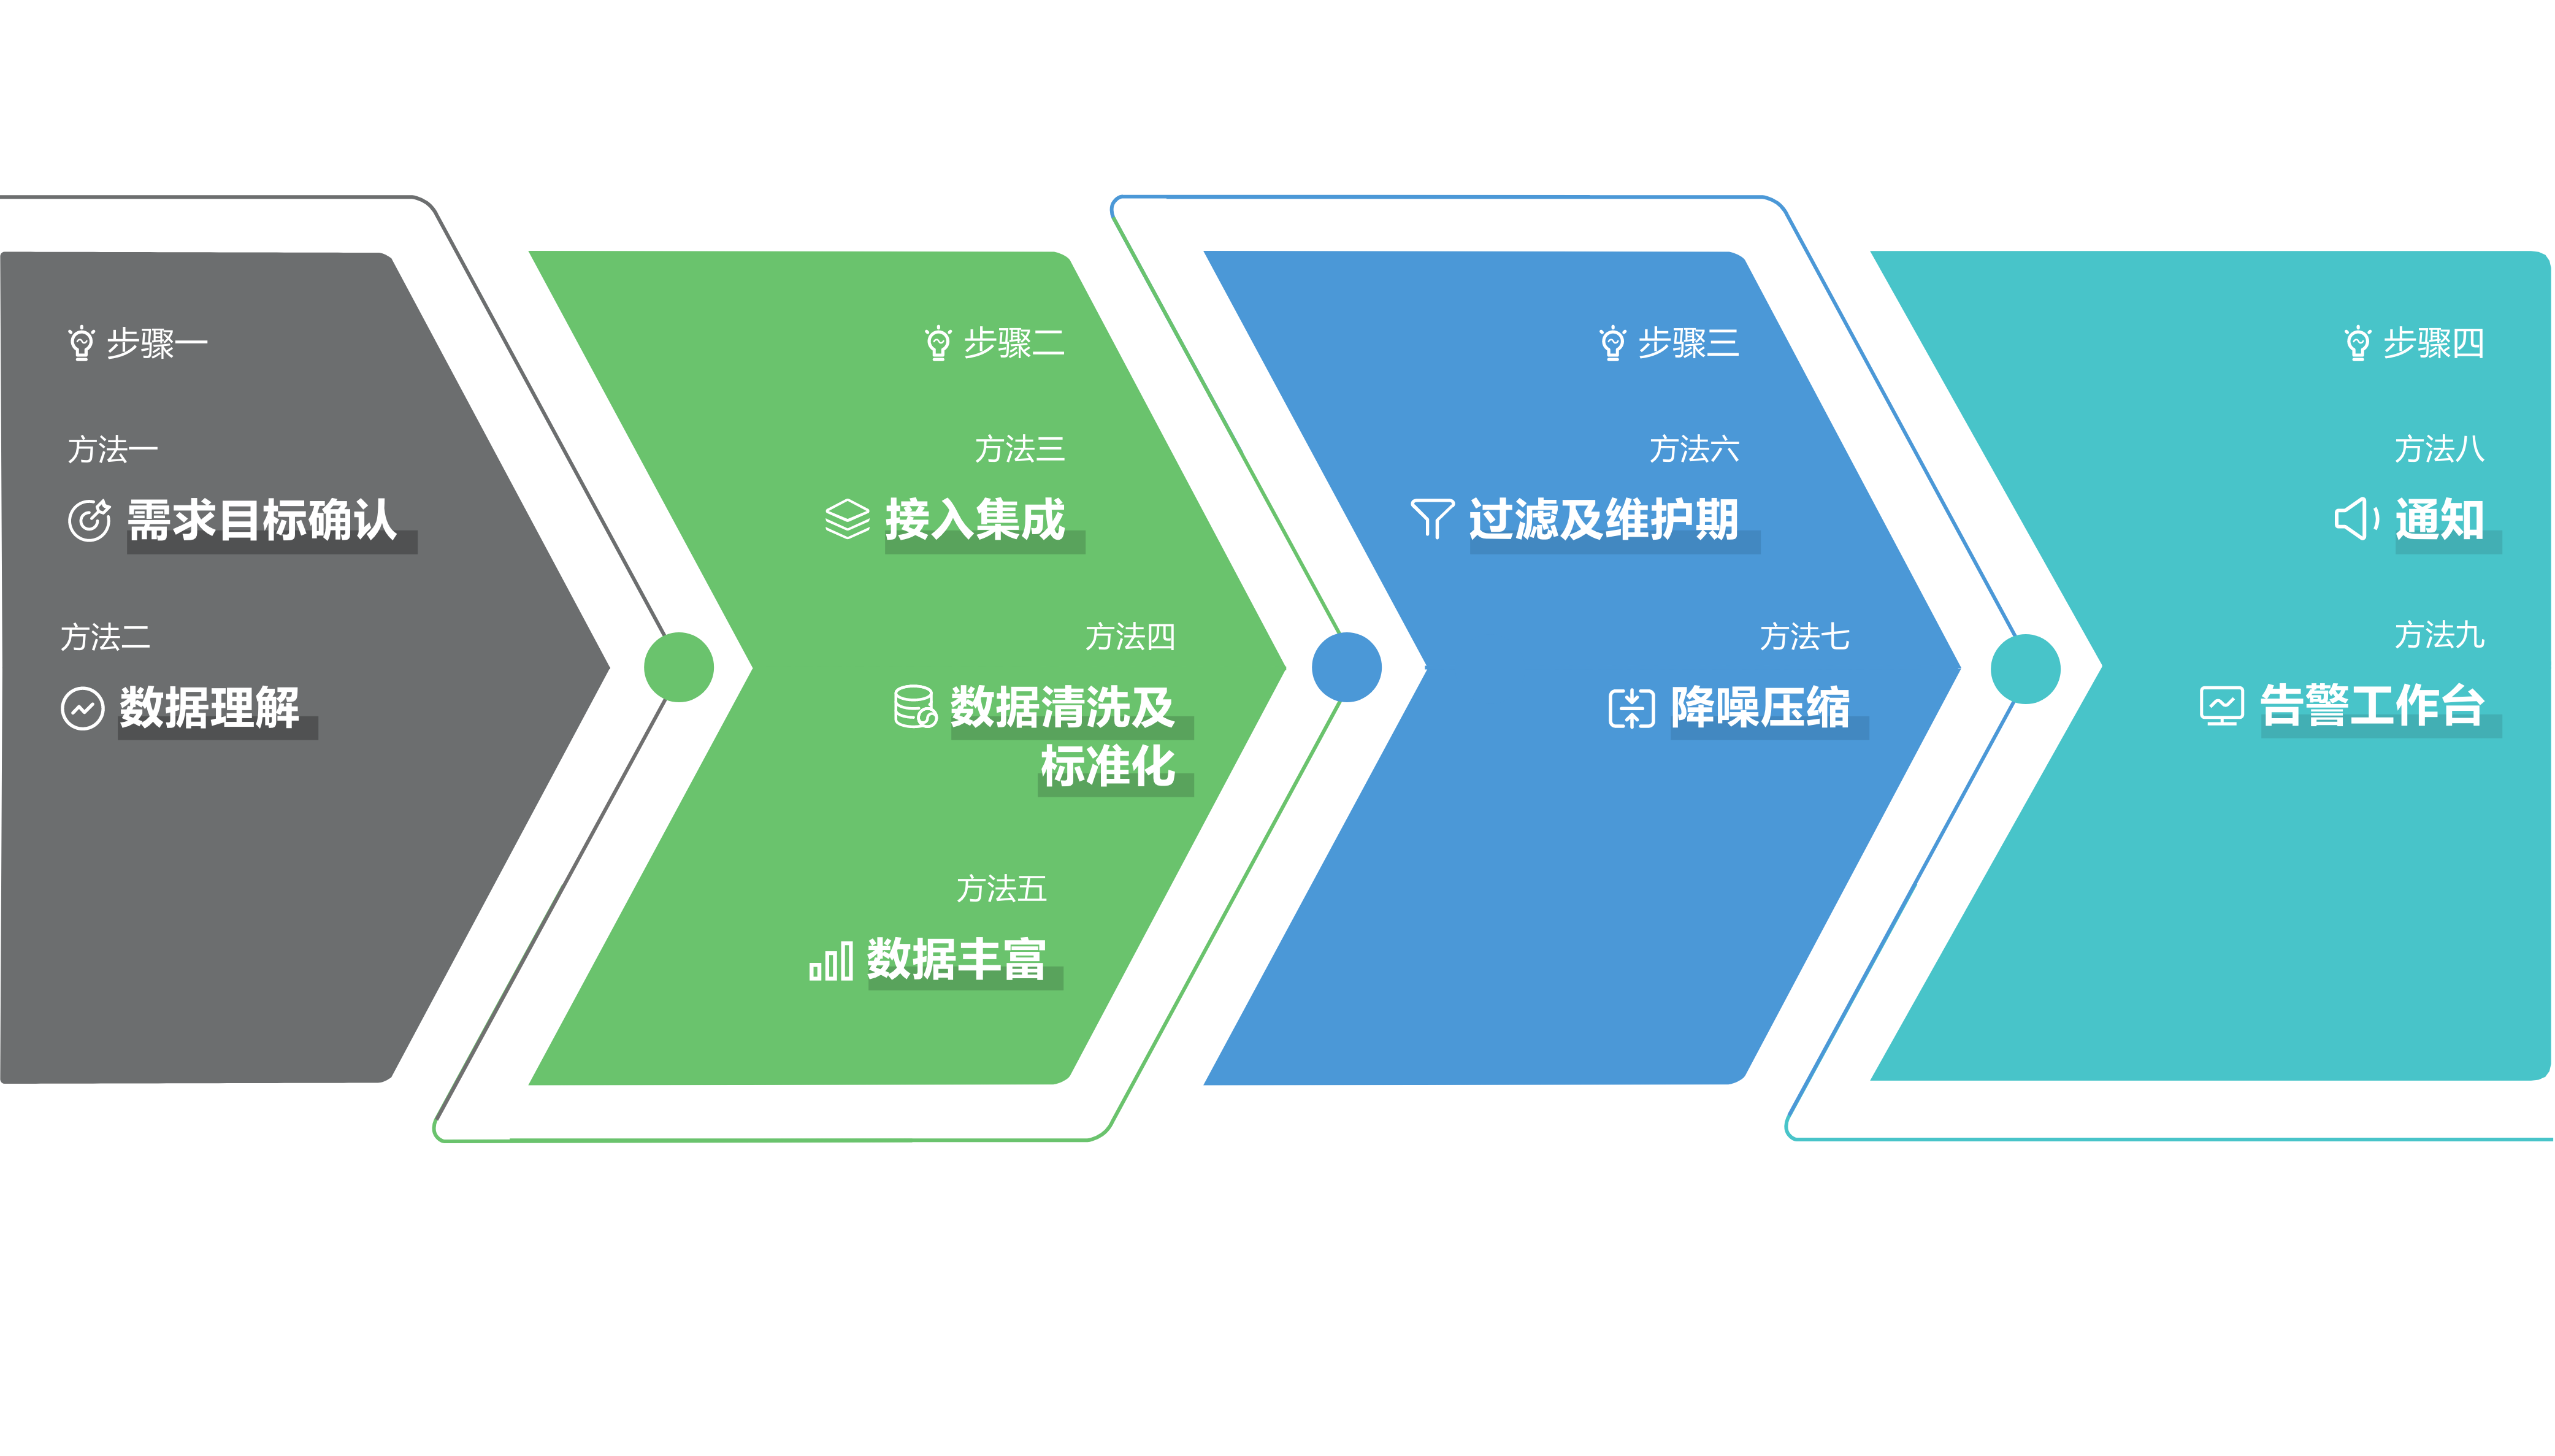 步骤一
方法一
需求目标确认
方法二
数据理解
步骤二
方法三
接入集成
方法四
数据清洗及
标准化
方法五
数据丰富
步骤三
方法六
过滤及维护期
方法七
降噪压缩
步骤四
方法八
通知
方法九
告警工作台